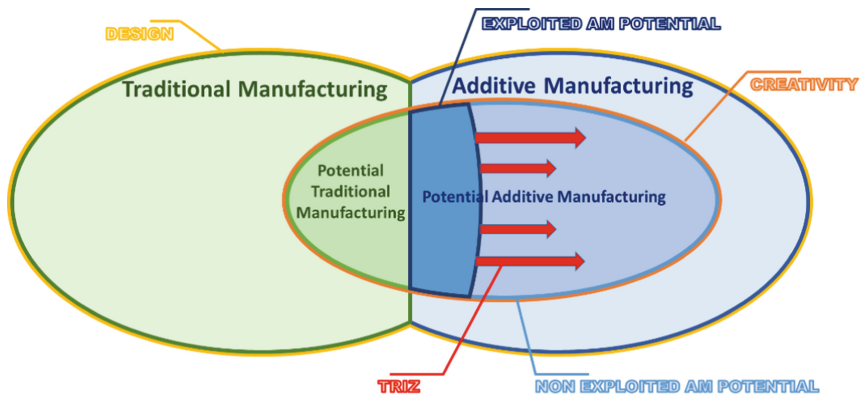 EXPLOITED AM POTENTIAL
DESIGN
Traditional Manufacturing
Additive Manufacturing
CREATIVITY
Potential
Traditional
Manufacturing
Potential Additive Manufacturing
TRIZ
NON EXPLOITED AM POTENTIAL